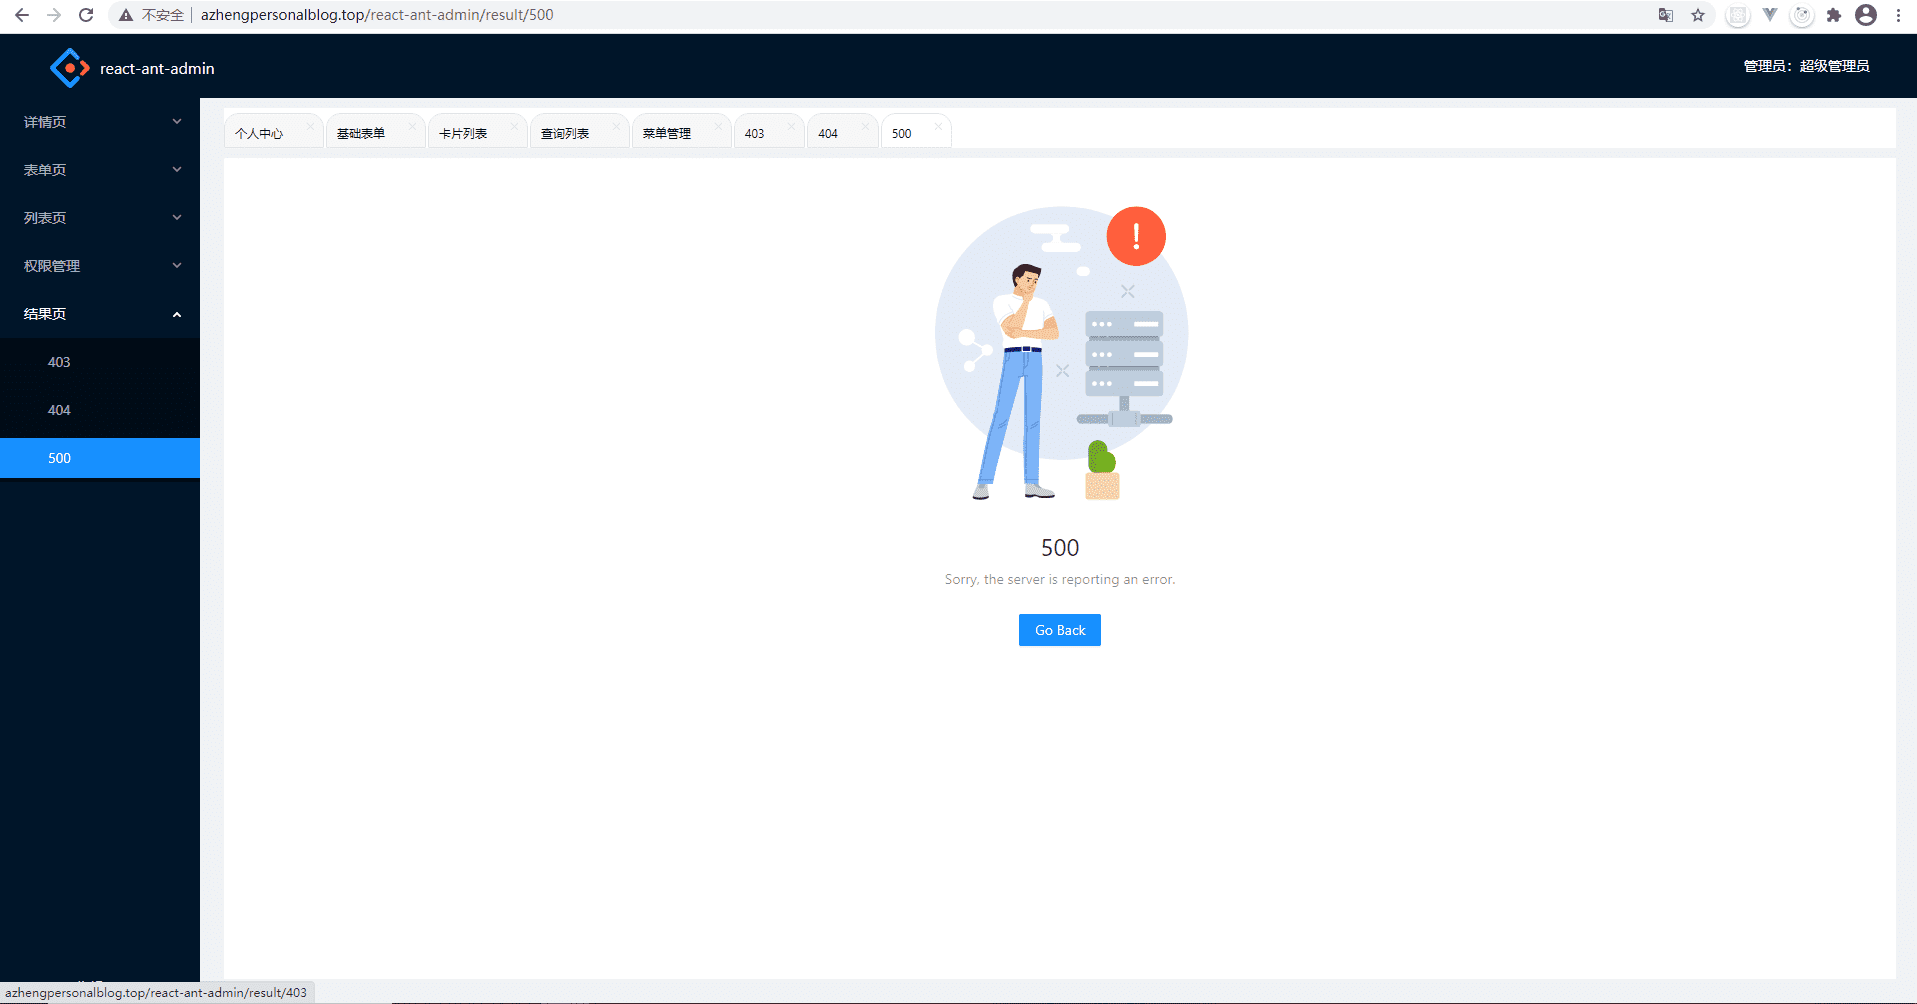 不安全 azhengpersonalblog.top/react-ant-admin/result/500
react-ant-admin
管理员：超级管理员
详情页
表单页
列表页
权限管理
结果页
403
404
500
个人中心 基础表单 卡片列表 查询列表 菜单管理 403 404 500
!
500
Sorry, the server is reporting an error.
Go Back
azhengpersonalblog.top/react-ant-admin/result/403